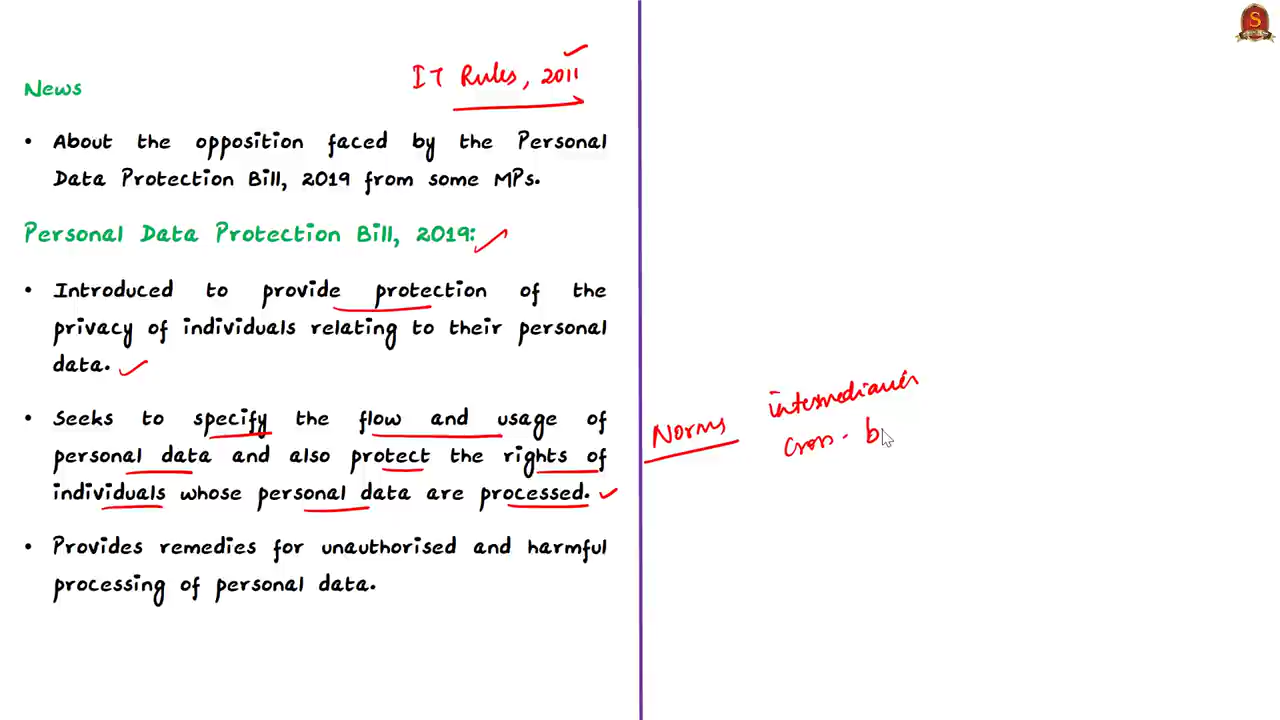 IT Rules, 2011
News
• About the opposition faced by the Personal
Data Protection Bill, 2019 from some MPs.
Personal Data Protection Bill, 2019:
• Introduced to provide protection of the
privacy of individuals relating to their personal
data.
• Seeks to specify the flow and usage of
personal data and also protect the rights of
individuals whose personal data are processed.
• Provides remedies for unauthorised and harmful
processing of personal data.
intermediaries
Norms
cross - b
S